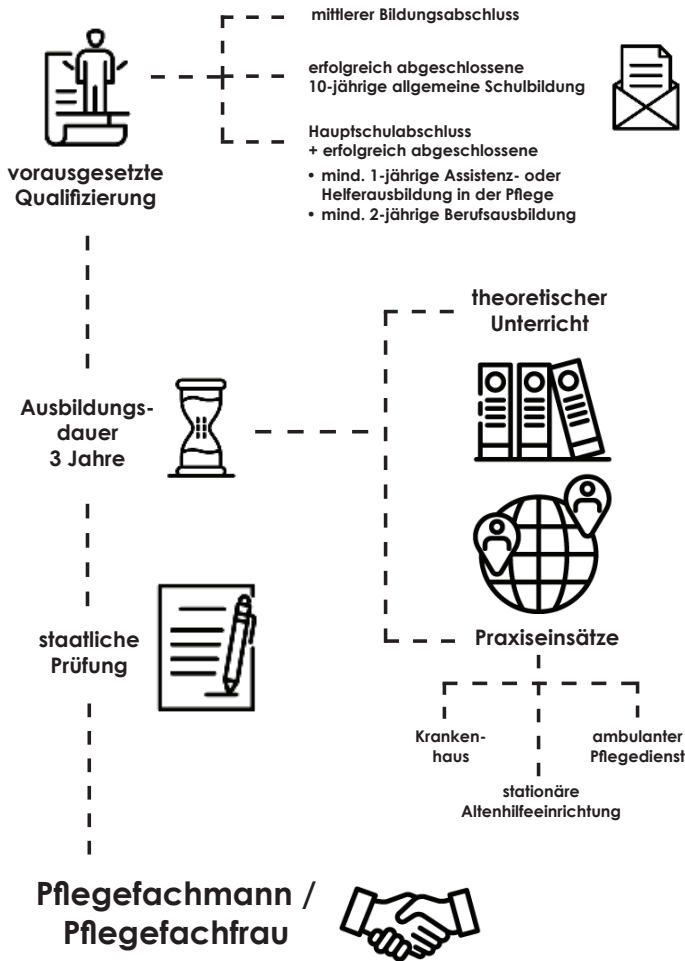 mittlerer Bildungsabschluss
erfolgreich abgeschlossene
10-jährige allgemeine Schulbildung
Hauptschulabschluss
+ erfolgreich abgeschlossene
• mind. 1-jährige Assistenz- oder
Helferausbildung in der Pflege
• mind. 2-jährige Berufsausbildung
vorausgesetzte
Qualifizierung
theoretischer
Unterricht
Ausbildungs-
dauer
3 Jahre
staatliche
Prüfung
Praxiseinsätze
Kranken-
haus
ambulanter
Pflegedienst
stationäre
Altenhilfeeinrichtung
Pflegefachmann /
Pflegefachfrau